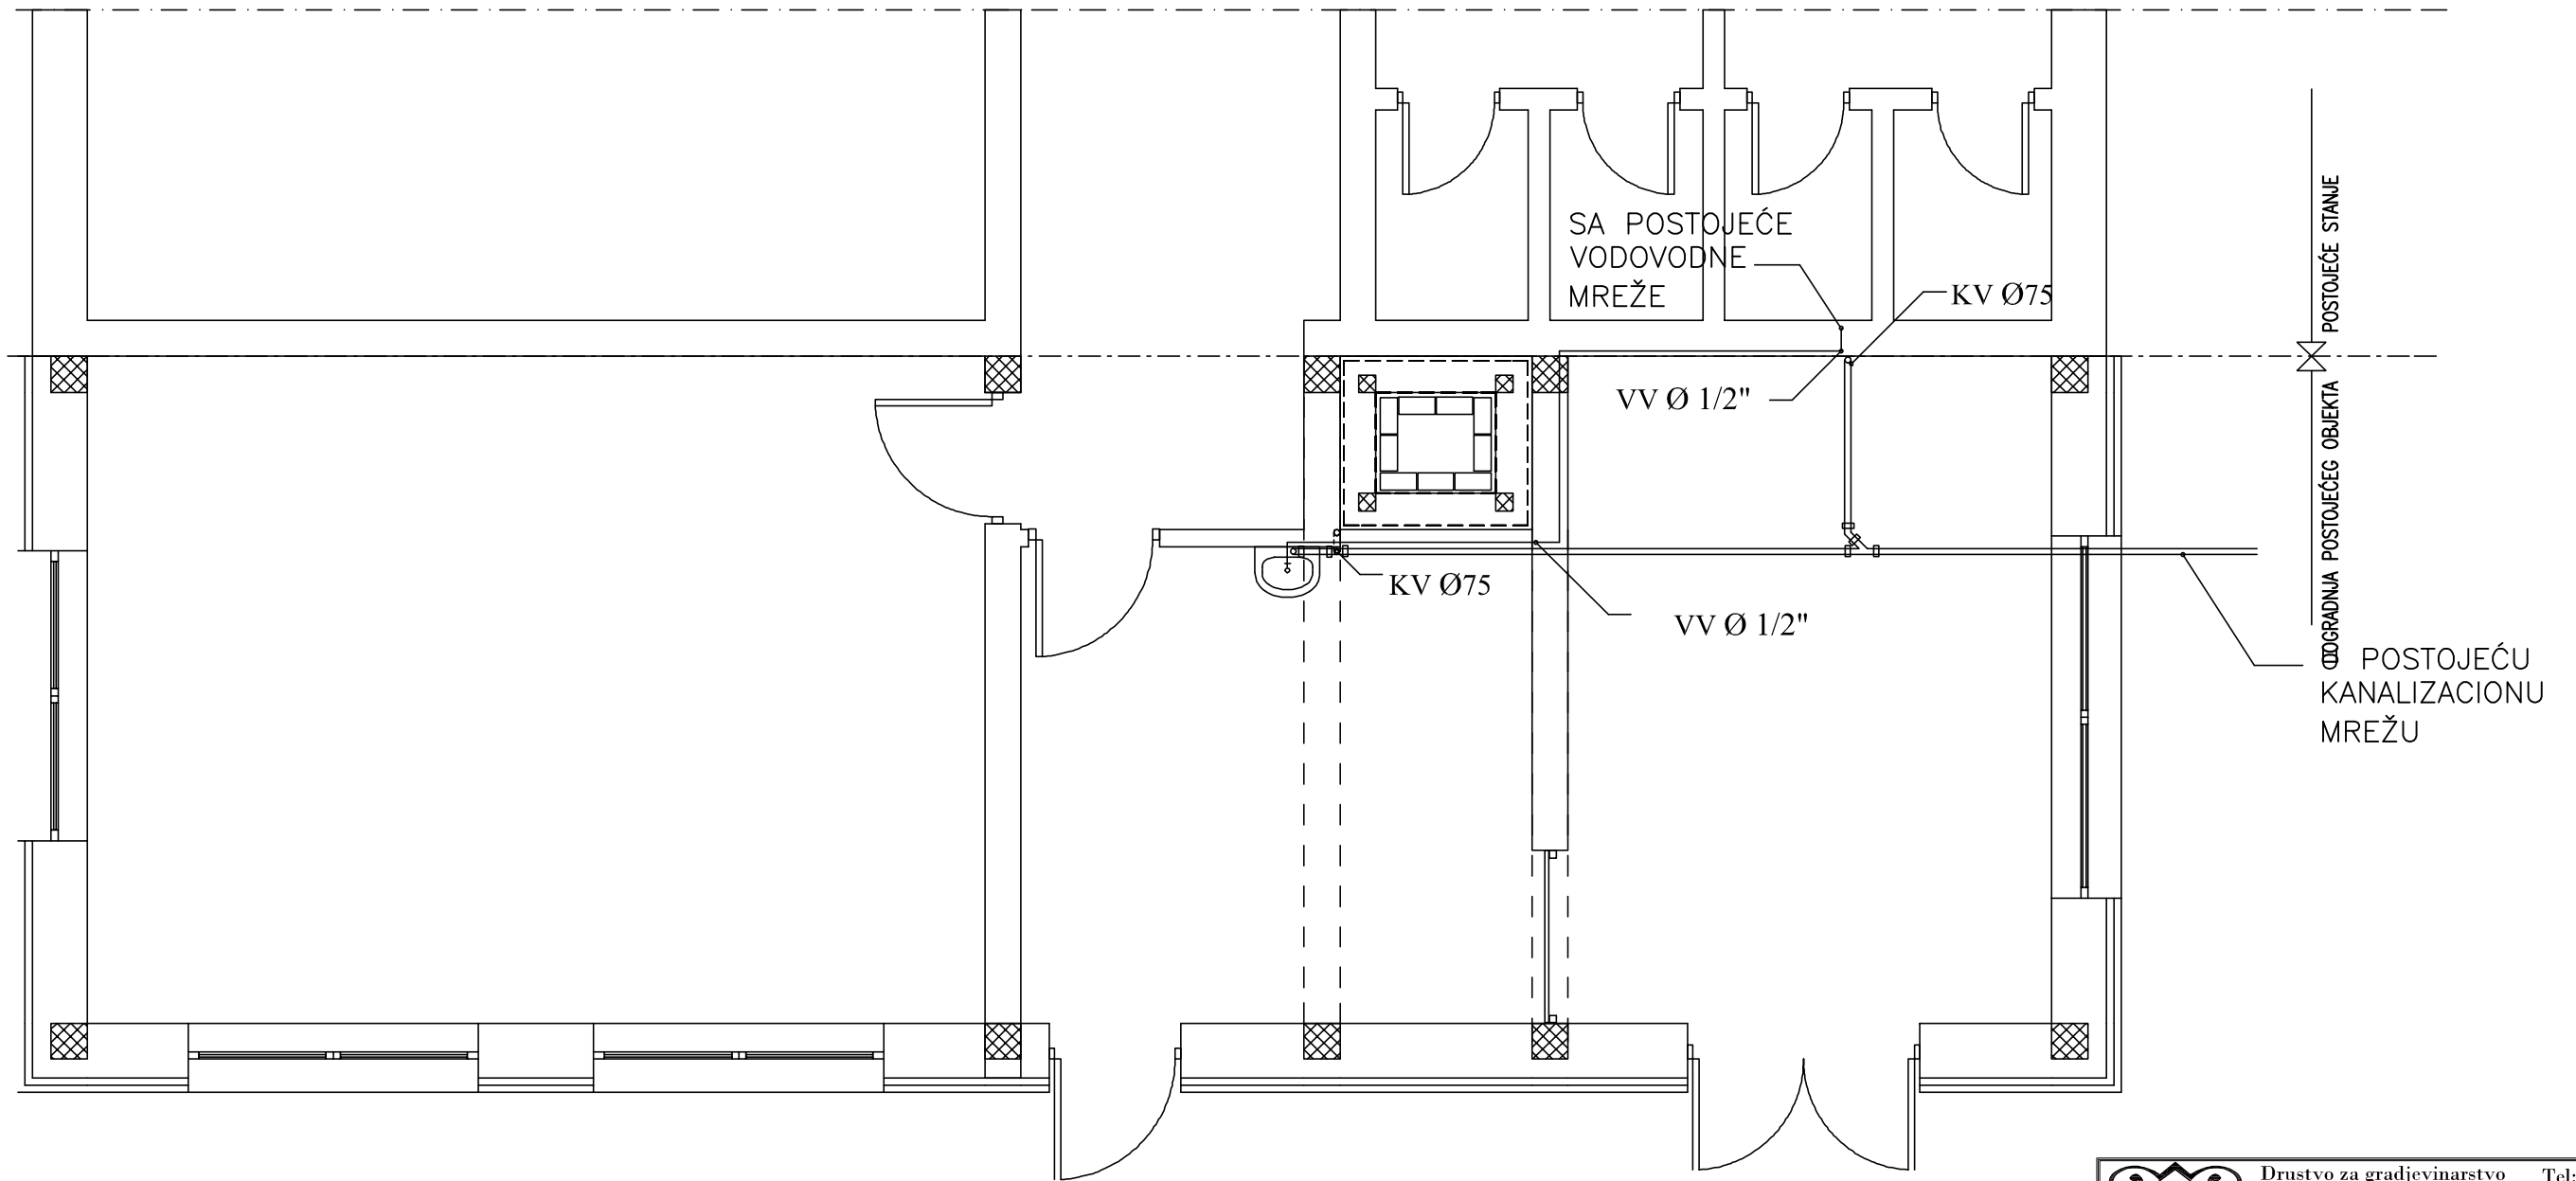 SA POSTOJEĆE
VODOVODNE
MREŽE
KV Ø75
VV Ø 1/2"
KV Ø75
VV Ø 1/2"
POSTOJEĆE STANJE
DOGRADNJA POSTOJEĆEG OBJEKTA
POSTOJEĆU
KANALIZACIONU
MREŽU
Drustvo za gradjevinarstvo
Tel: